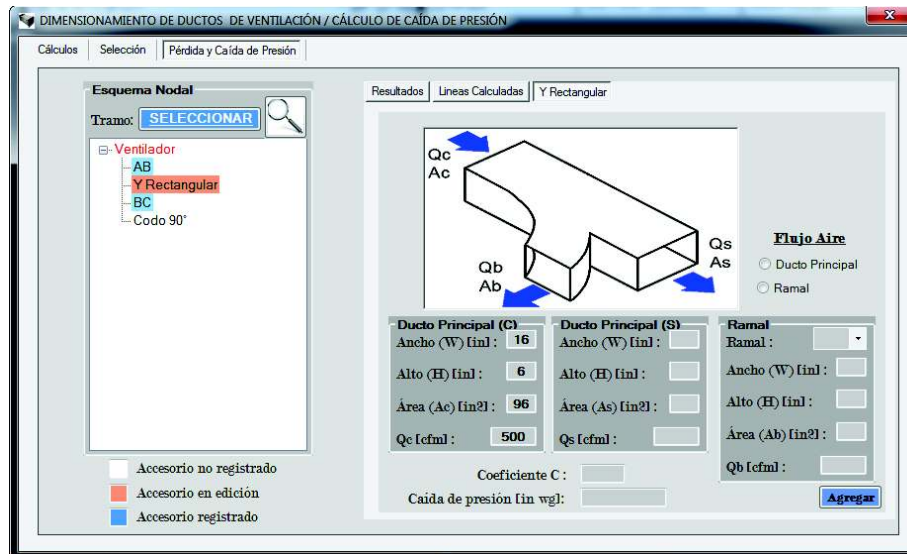 DIMENSIONAMIENTO DE DUCTOS DE VENTILACIÓN / CÁLCULO DE CAÍDA DE PRESIÓN
Cálculos Selección Pérdida y Caída de Presión
Esquema Nodal
Tramo: SELECCIONAR
Ventilador
AB
Y Rectangular
BC
Codo 90°
Accesorio no registrado
Accesorio en edición
Accesorio registrado
Resultados Lineas Calculadas Y Rectangular
Qc
Ac
Qb
Ab
Qs
As
Flujo Aire
Ducto Principal
Ramal
Ducto Principal (C)
Ancho (W) [in] : 16
Alto (H) [in] : 6
Área (Ac) [in2] : 96
Qc [cfm] : 500
Ducto Principal (S)
Ancho (W) [in] :
Alto (H) [in] :
Área (As) [in2] :
Qs [cfm] :
Ramal
Ramal :
Ancho (W) [in] :
Alto (H) [in] :
Área (Ab) [in2] :
Qb [cfm] :
Coeficiente C :
Caída de presión [in wg]:
Agregar